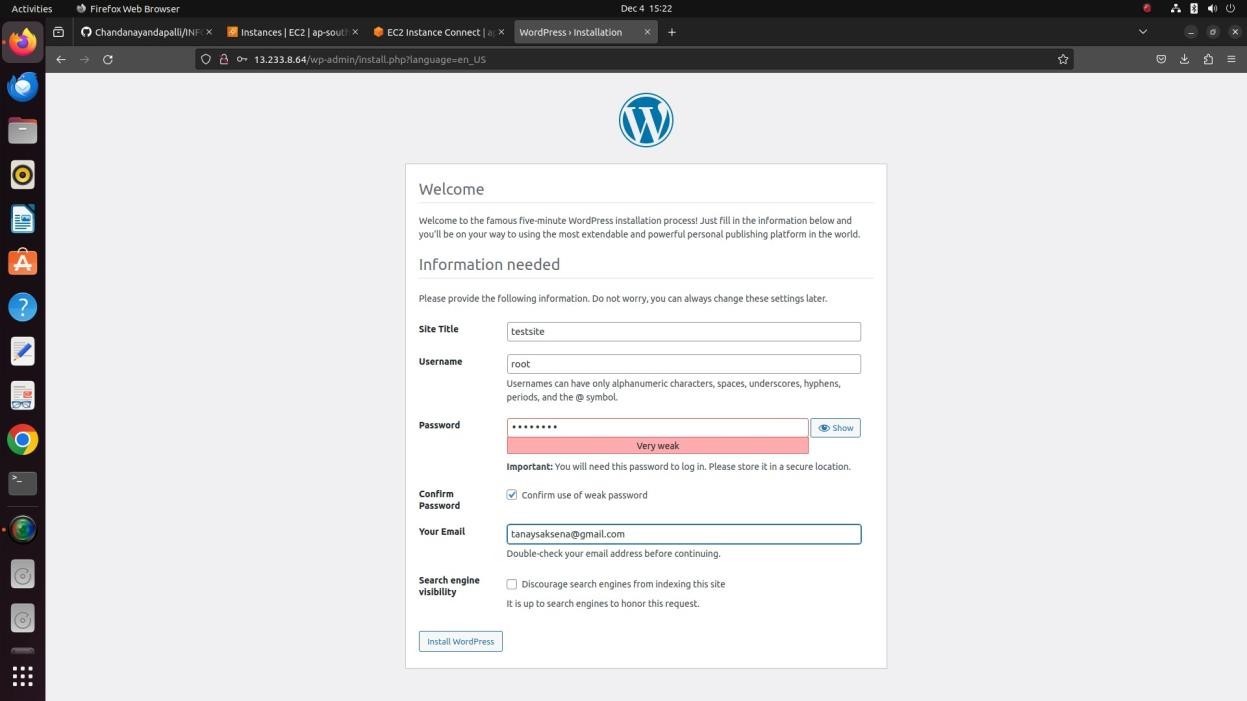 Activities
Firefox Web Browser
Dec 4 15:22
Chandanayandapalli/INFO
Instances | EC2 | ap-south
EC2 Instance Connect | ap
WordPress › Installation
13.233.8.64/wp-admin/install.php?language=en_US
Welcome
Welcome to the famous five-minute WordPress installation process! Just fill in the information below and
you'll be on your way to using the most extendable and powerful personal publishing platform in the world.
Information needed
Please provide the following information. Do not worry, you can always change these settings later.
Site Title
testsite
Username
root
Usernames can have only alphanumeric characters, spaces, underscores, hyphens,
periods, and the @ symbol.
Password
••••••••
Show
Very weak
Important: You will need this password to log in. Please store it in a secure location.
Confirm
Password
Confirm use of weak password
Your Email
tanaysaksena@gmail.com
Double-check your email address before continuing.
Search engine
visibility
Discourage search engines from indexing this site
It is up to search engines to honor this request.
Install WordPress